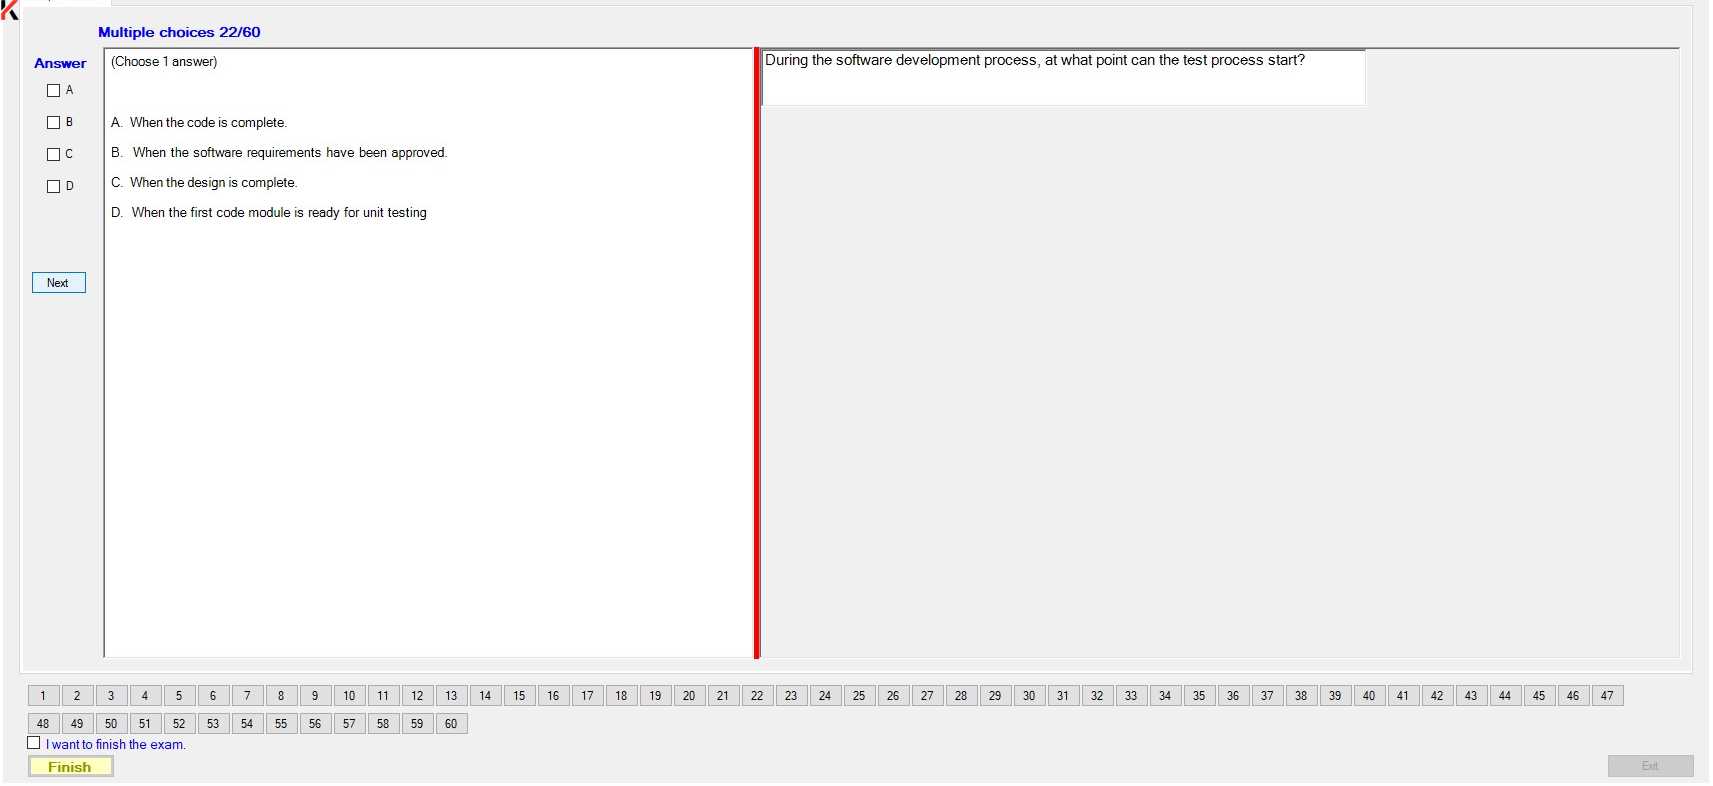 Multiple choices 22/60
Answer
(Choose 1 answer)
During the software development process, at what point can the test process start?
A
B
C
D
A. When the code is complete.
B. When the software requirements have been approved.
C. When the design is complete.
D. When the first code module is ready for unit testing
Next
1 2 3 4 5 6 7 8 9 10 11 12 13 14 15 16 17 18 19 20 21 22 23 24 25 26 27 28 29 30 31 32 33 34 35 36 37 38 39 40 41 42 43 44 45 46 47
48 49 50 51 52 53 54 55 56 57 58 59 60
I want to finish the exam.
Finish
Exit